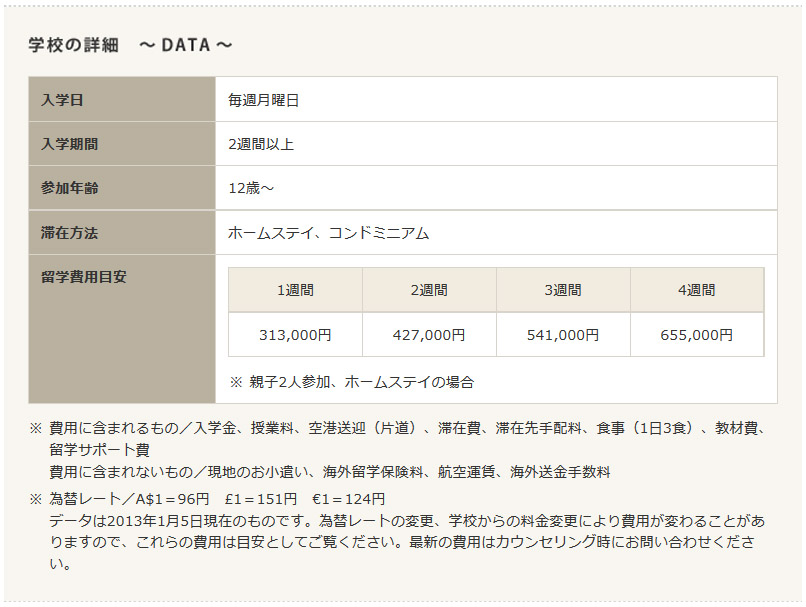 学校の詳細　～ DATA ～
入学日
毎週月曜日
入学期間
2週間以上
参加年齢
12歳～
滞在方法
ホームステイ、コンドミニアム
留学費用目安
1週間 2週間 3週間 4週間
313,000円 427,000円 541,000円 655,000円
※ 親子2人参加、ホームステイの場合
※ 費用に含まれるもの／入学金、授業料、空港送迎（片道）、滞在費、滞在先手配料、食事（1日3食）、教材費、
留学サポート費
費用に含まれないもの／現地のお小遣い、海外留学保険料、航空運賃、海外送金手数料
※ 為替レート／A$1＝96円　£1＝151円　€1＝124円
データは2013年1月5日現在のものです。為替レートの変更、学校からの料金変更により費用が変わることがあ
りますので、これらの費用は目安としてご覧ください。最新の費用はカウンセリング時にお問い合わせくださ
い。